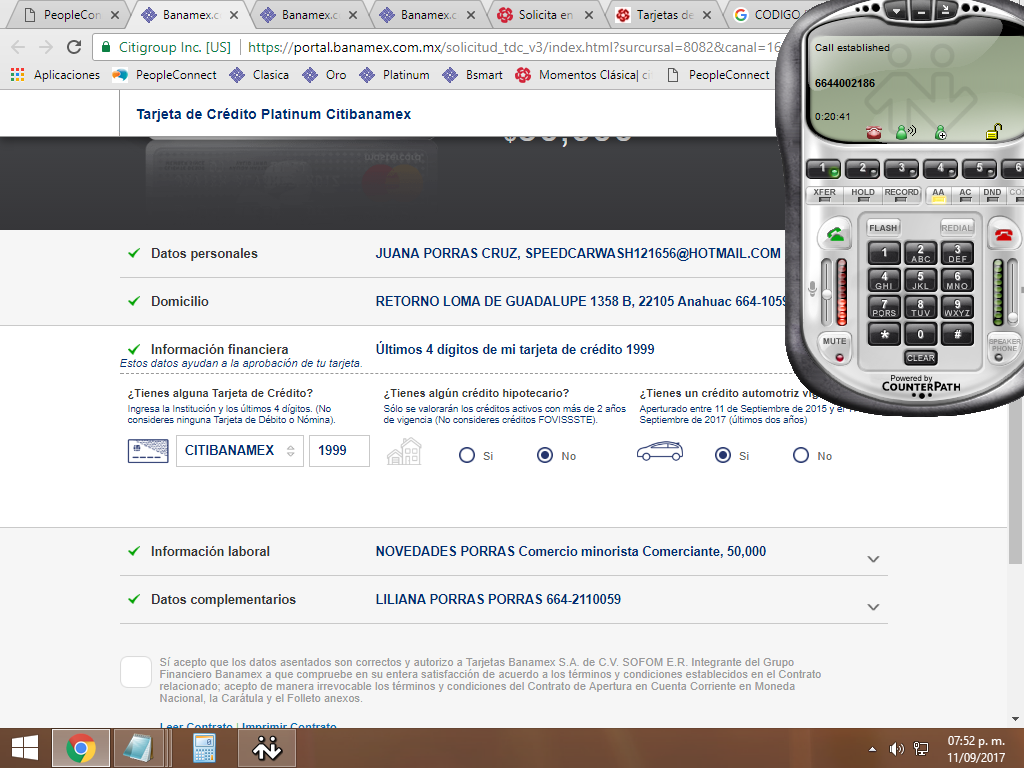 PeopleCon
Banamex.c
Banamex.c
Banamex.c
Solicita en
Tarjetas de
CODIGO
Citigroup Inc. [US]
https://portal.banamex.com.mx/solicitud_tdc_v3/index.html?surcursal=8082&canal=16
Aplicaciones
PeopleConnect
Clasica
Oro
Platinum
Bsmart
Momentos Clásica| ci
PeopleConnect
Tarjeta de Crédito Platinum Citibanamex
Datos personales
JUANA PORRAS CRUZ, SPEEDCARWASH121656@HOTMAIL.COM
Domicilio
RETORNO LOMA DE GUADALUPE 1358 B, 22105 Anahuac 664-1059
Información financiera
Últimos 4 dígitos de mi tarjeta de crédito 1999
Estos datos ayudan a la aprobación de tu tarjeta.
¿Tienes alguna Tarjeta de Crédito?
Ingresa la Institución y los últimos 4 dígitos. (No
consideres ninguna Tarjeta de Débito o Nómina).
CITIBANAMEX
1999
¿Tienes algún crédito hipotecario?
Sólo se valorarán los créditos activos con más de 2 años
de vigencia (No consideres créditos FOVISSSTE).
Si
No
¿Tienes un crédito automotriz vig
Aperturado entre 11 de Septiembre de 2015 y el 11
Septiembre de 2017 (últimos dos años)
Si
No
Información laboral
NOVEDADES PORRAS Comercio minorista Comerciante, 50,000
Datos complementarios
LILIANA PORRAS PORRAS 664-2110059
Sí acepto que los datos asentados son correctos y autorizo a Tarjetas Banamex S.A. de C.V. SOFOM E.R. Integrante del Grupo
Financiero Banamex a que compruebe en su entera satisfacción de acuerdo a los términos y condiciones establecidos en el Contrato
relacionado; acepto de manera irrevocable los términos y condiciones del Contrato de Apertura en Cuenta Corriente en Moneda
Nacional, la Carátula y el Folleto anexos.
Leer Contrato | Imprimir Contrato
Call established
6644002186
0:20:41
1 2 3 4 5 6
XFER HOLD RECORD AA AC DND CO
FLASH
REDIAL
1 2 ABC 3 DEF
4 GHI 5 JKL 6 MNO
7 PQRS 8 TUV 9 WXYZ
* 0 #
MUTE
SPEAKER
PHONE
CLEAR
Powered by
COUNTERPATH
07:52 p. m.
11/09/2017